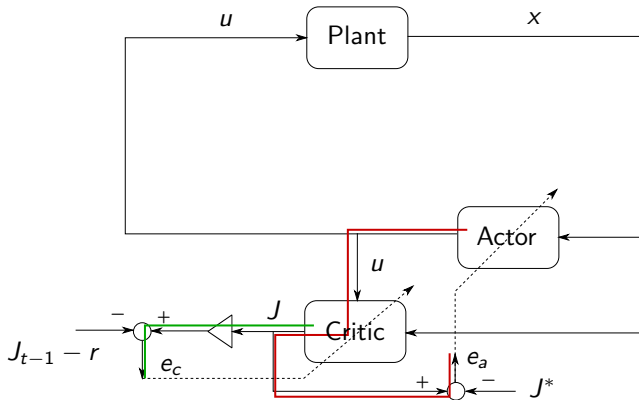 u
Plant
x
Actor
u
J
Critic
−
+
J_{t−1} − r
e_c
e_a
+
−
J*